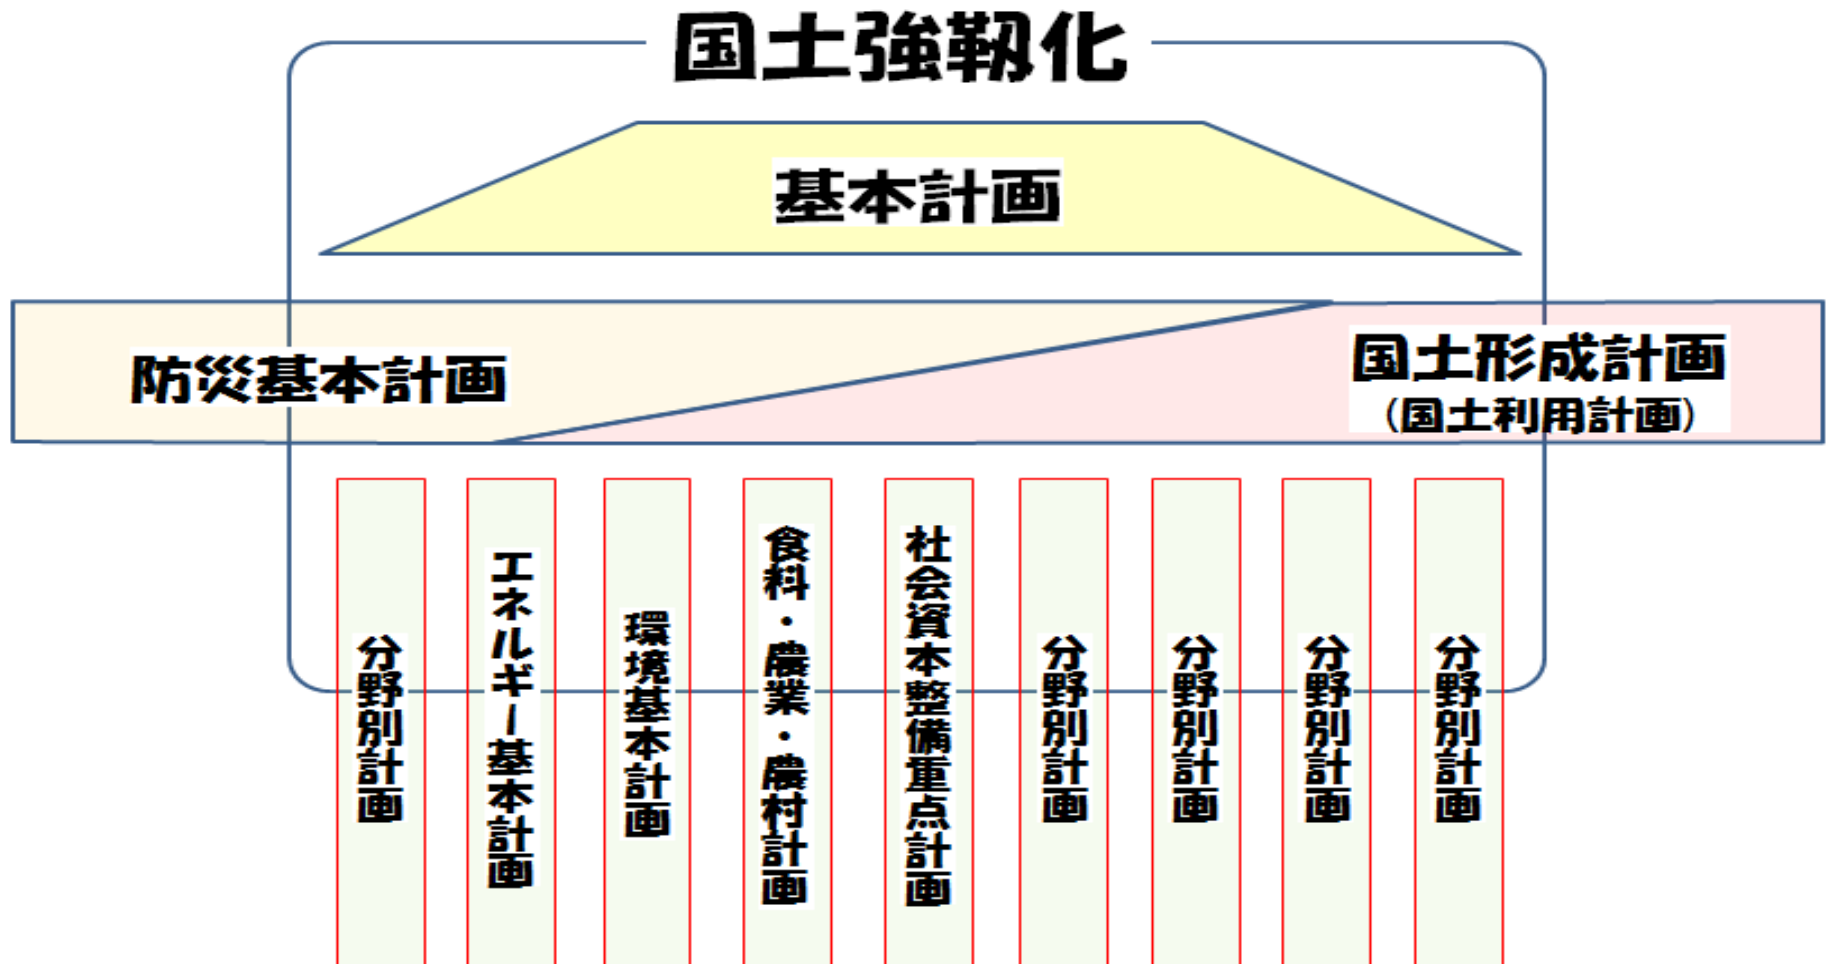 国土強靱化
基本計画
防災基本計画
国土形成計画
(国土利用計画)
分野別計画
エネルギー基本計画
環境基本計画
食料・農業・農村計画
社会資本整備重点計画
分野別計画
分野別計画
分野別計画
分野別計画